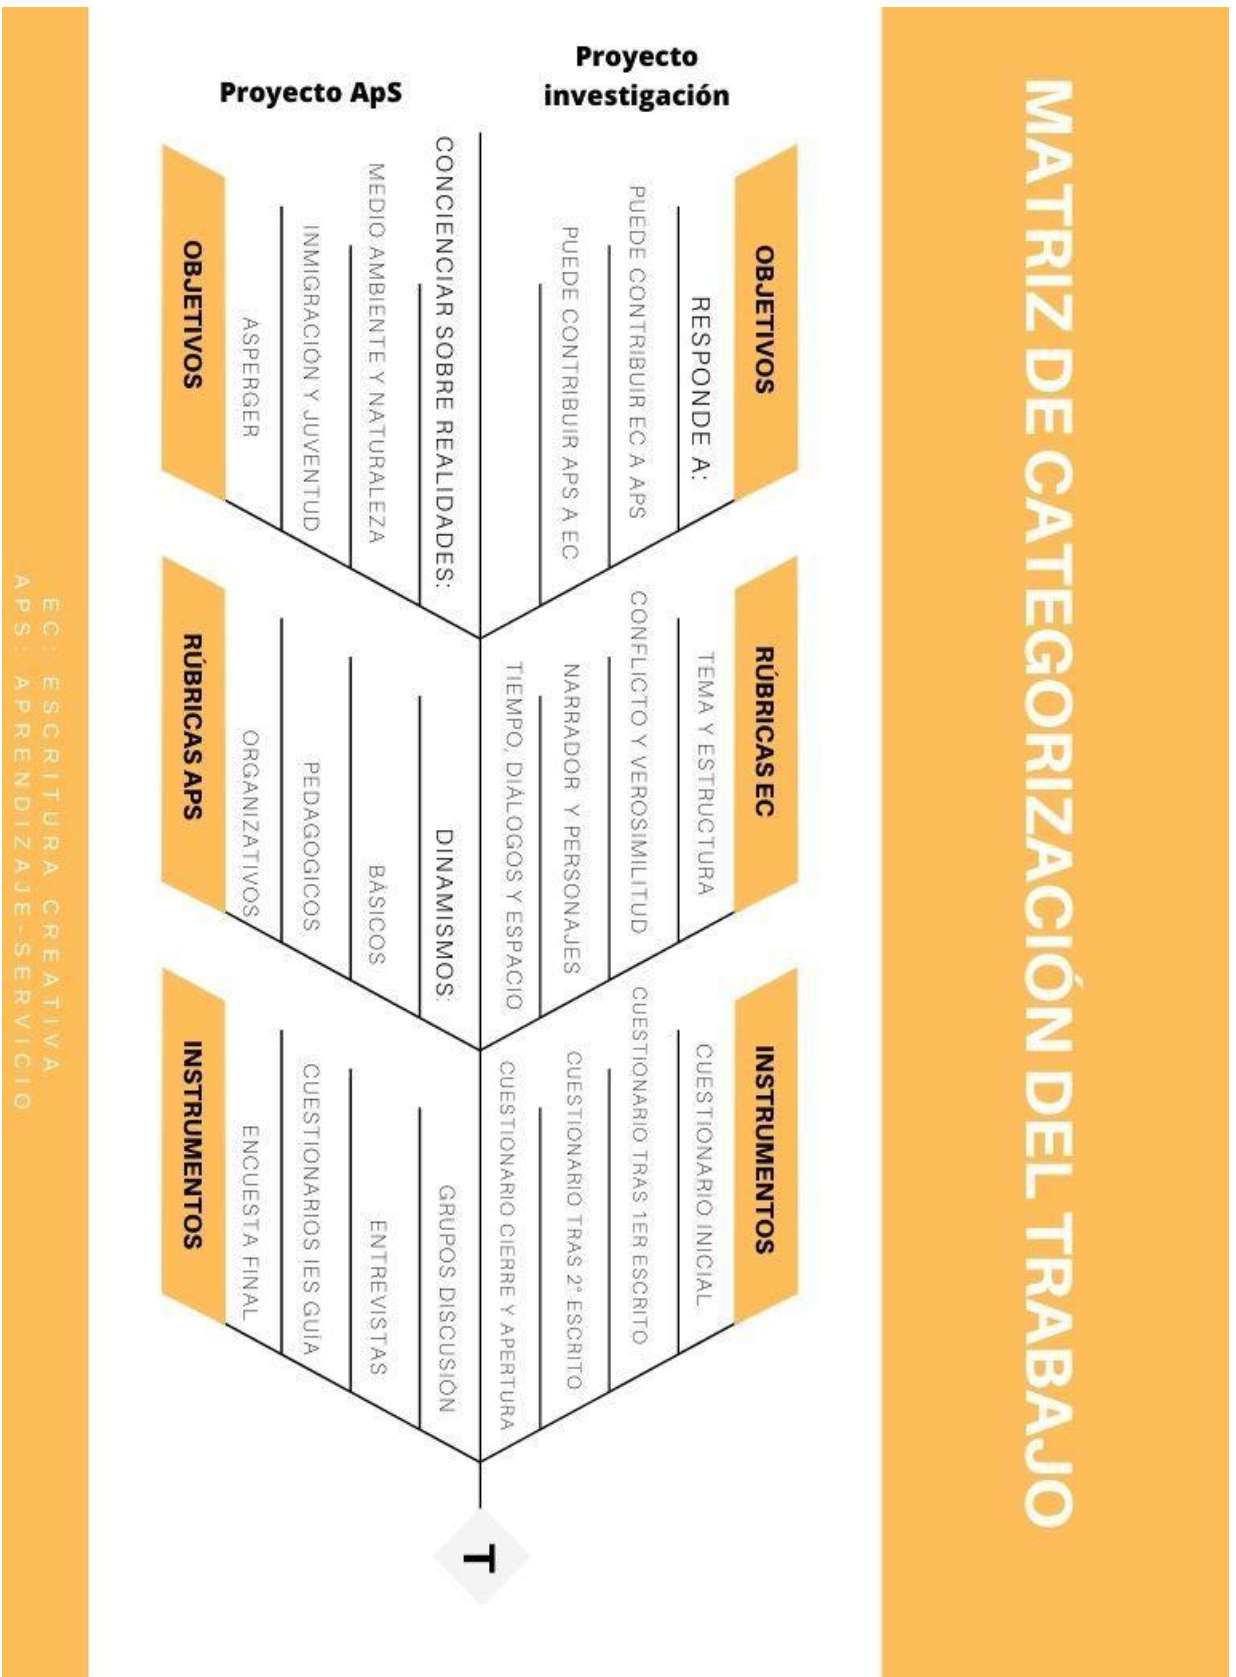 MATRIZ DE CATEGORIZACIÓN DEL TRABAJO
Proyecto
investigación
OBJETIVOS
RESPONDE A:
PUEDE CONTRIBUIR EC A APS
PUEDE CONTRIBUIR APS A EC
RÚBRICAS EC
TEMA Y ESTRUCTURA
CONFLICTO Y VEROSIMILITUD
NARRADOR Y PERSONAJES
TIEMPO, DIÁLOGOS Y ESPACIO
INSTRUMENTOS
CUESTIONARIO INICIAL
CUESTIONARIO TRAS 1ER ESCRITO
CUESTIONARIO TRAS 2° ESCRITO
CUESTIONARIO CIERRE Y APERTURA
T
Proyecto ApS
CONCIENCIAR SOBRE REALIDADES:
MEDIO AMBIENTE Y NATURALEZA
INMIGRACIÓN Y JUVENTUD
ASPERGER
OBJETIVOS
DINAMISMOS:
BÁSICOS
PEDAGOGICOS
ORGANIZATIVOS
RÚBRICAS APS
GRUPOS DISCUSIÓN
ENTREVISTAS
CUESTIONARIOS IES GUÍA
ENCUESTA FINAL
INSTRUMENTOS
EC: ESCRITURA CREATIVA
APS: APRENDIZAJE-SERVICIO